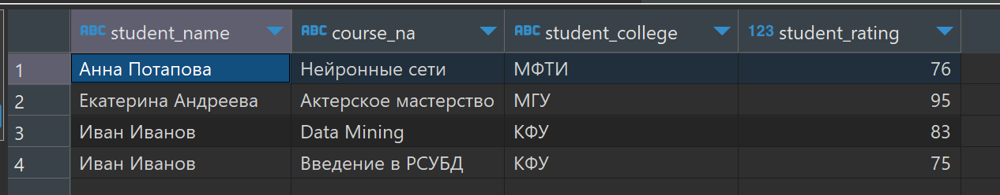 ABC student_name ABC course_na ABC student_college 123 student_rating
1 Анна Потапова Нейронные сети МФТИ 76
2 Екатерина Андреева Актерское мастерство МГУ 95
3 Иван Иванов Data Mining КФУ 83
4 Иван Иванов Введение в РСУБД КФУ 75